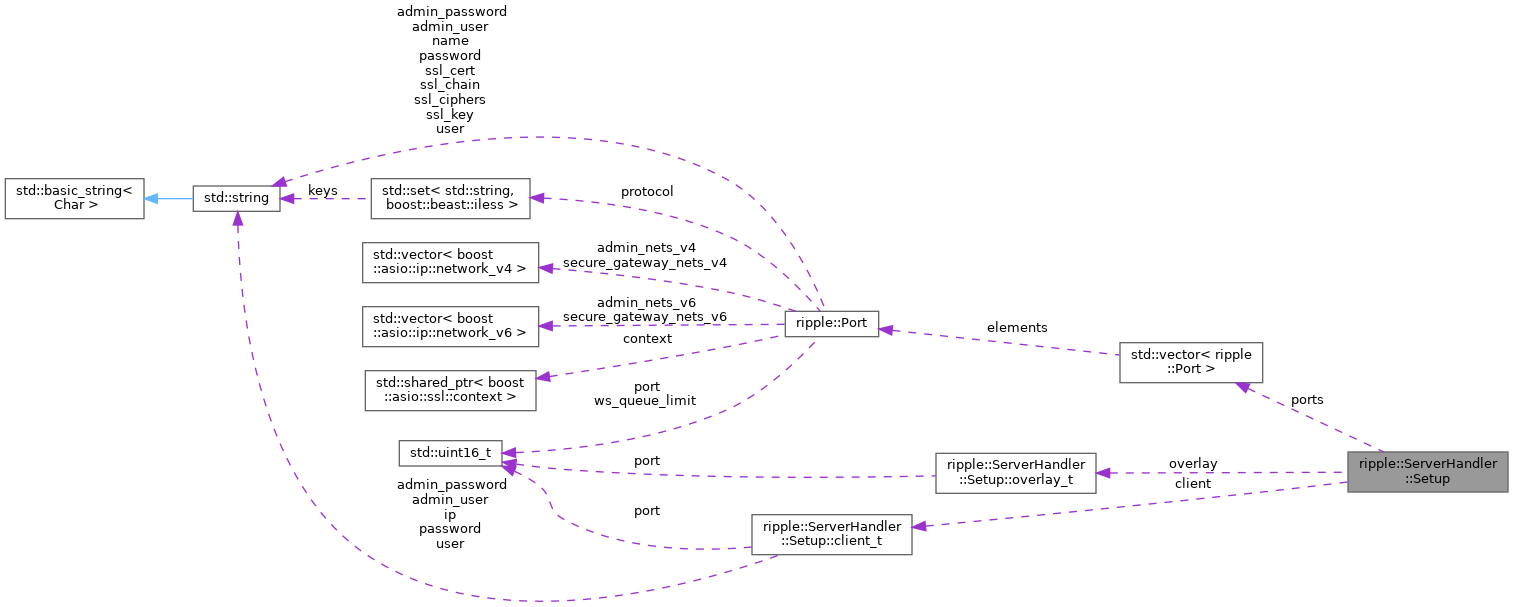 admin_password
admin_user
name
password
ssl_cert
ssl_chain
ssl_ciphers
ssl_key
user
std::basic_string<
Char >
std::string
keys
std::set< std::string,
boost::beast::iless >
protocol
std::vector< boost
::asio::ip::network_v4 >
admin_nets_v4
secure_gateway_nets_v4
std::vector< boost
::asio::ip::network_v6 >
admin_nets_v6
secure_gateway_nets_v6
ripple::Port
elements
context
std::shared_ptr< boost
::asio::ssl::context >
std::vector< ripple
::Port >
port
ws_queue_limit
ports
std::uint16_t
port
ripple::ServerHandler
::Setup::overlay_t
overlay
client
ripple::ServerHandler
::Setup
admin_password
admin_user
ip
password
user
port
ripple::ServerHandler
::Setup::client_t